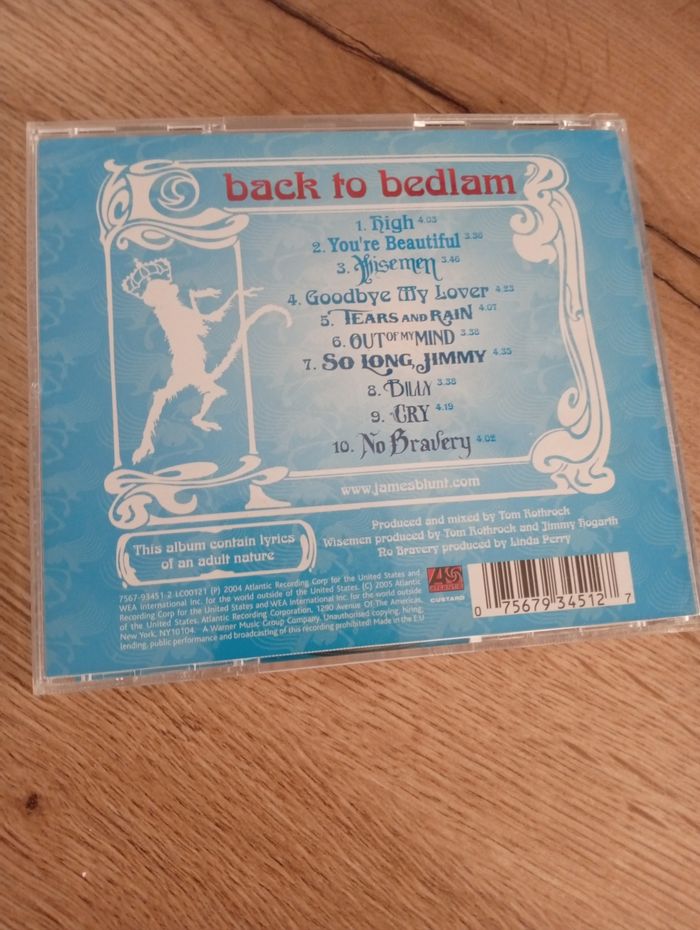 back to bedlam
1. High 4.03
2. You're Beautiful 3.36
3. Wisemen 3.46
4. Goodbye My Lover 4.23
5. TEARS AND RAIN 4.07
6. OUT OF MY MIND 3.38
7. SO LONG, JIMMY 4.35
8. BILLY 3.38
9. CRY 4.19
10. No Bravery 4.02
www.jamesblunt.com
This album contain lyrics
of an adult nature
Produced and mixed by Tom Rothrock
Wisemen produced by Tom Rothrock and Jimmy Hogarth
No Bravery produced by Linda Perry
7567-93451-2 LC00121 (P) 2004 Atlantic Recording Corp for the United States and
WEA International Inc. for the world outside of the United States. (C) 2005 Atlantic
Recording Corp for the United States and WEA International Inc. for the world outside
of the United States. Atlantic Recording Corporation, 1290 Avenue Of The Americas,
New York, NY10104. A Warner Music Group Company. Unauthorised copying, hiring,
lending, public performance and broadcasting of this recording prohibited. Made in the E.U
CUSTARD
0 75679 34512 7